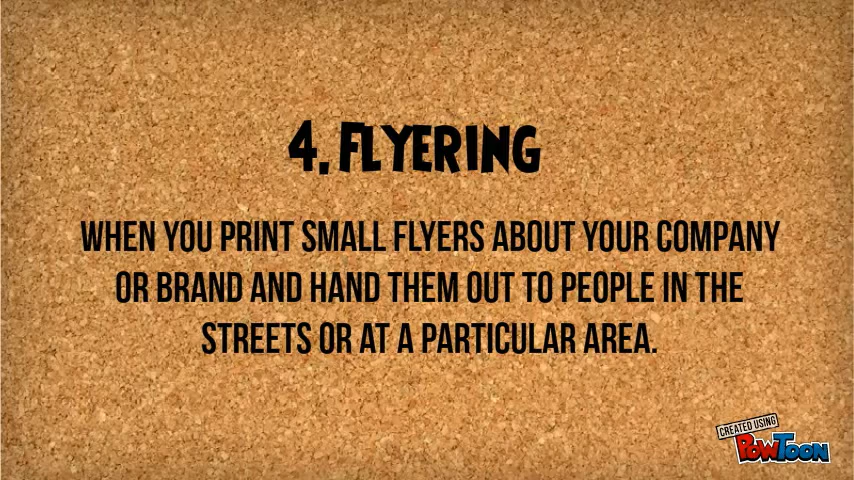 4. FLYERING
WHEN YOU PRINT SMALL FLYERS ABOUT YOUR COMPANY
OR BRAND AND HAND THEM OUT TO PEOPLE IN THE
STREETS OR AT A PARTICULAR AREA.
CREATED USING
POWTOON